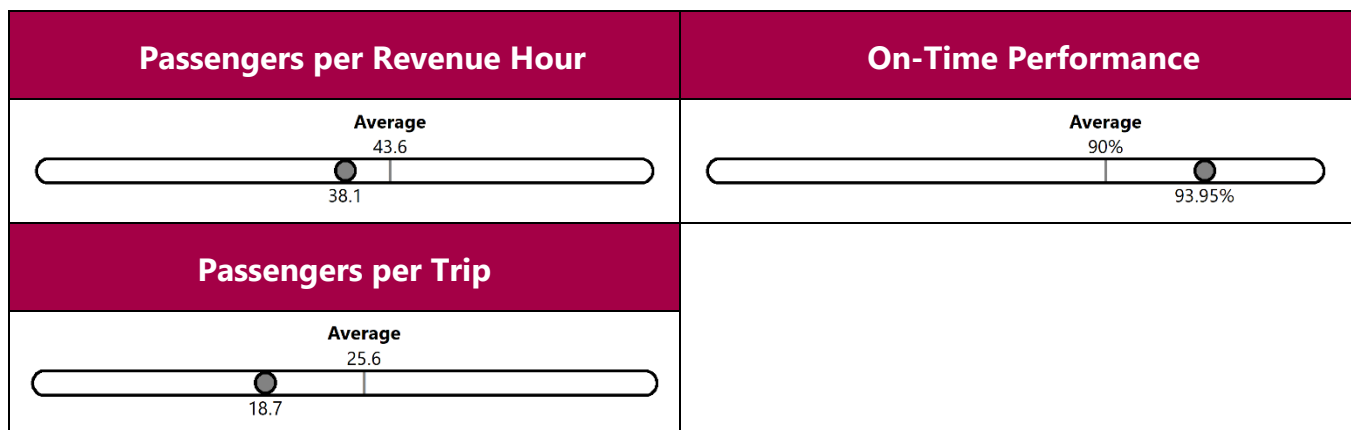 Passengers per Revenue Hour
On-Time Performance
Average
43.6
38.1
Average
90%
93.95%
Passengers per Trip
Average
25.6
18.7